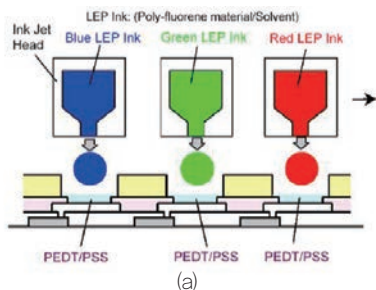 LEP Ink: (Poly-fluorene material/Solvent)
Ink Jet
Head
Blue LEP Ink
Green LEP Ink
Red LEP Ink
PEDT/PSS
PEDT/PSS
PEDT/PSS
(a)